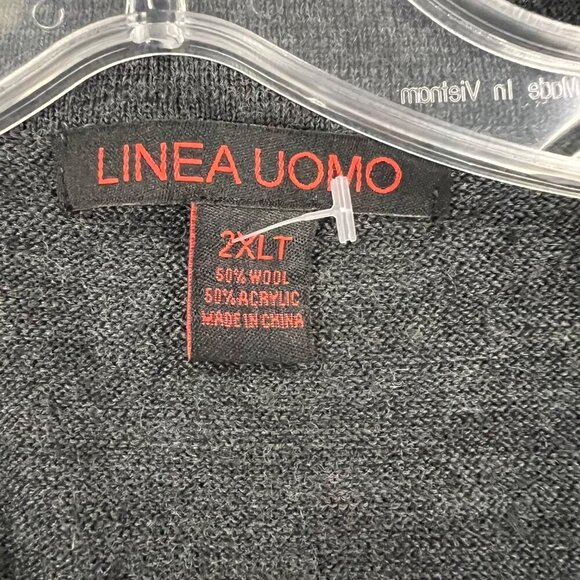 Made In Vietnam
LINEA UOMO
2XLT
50% WOOL
50% ACRYLIC
MADE IN CHINA